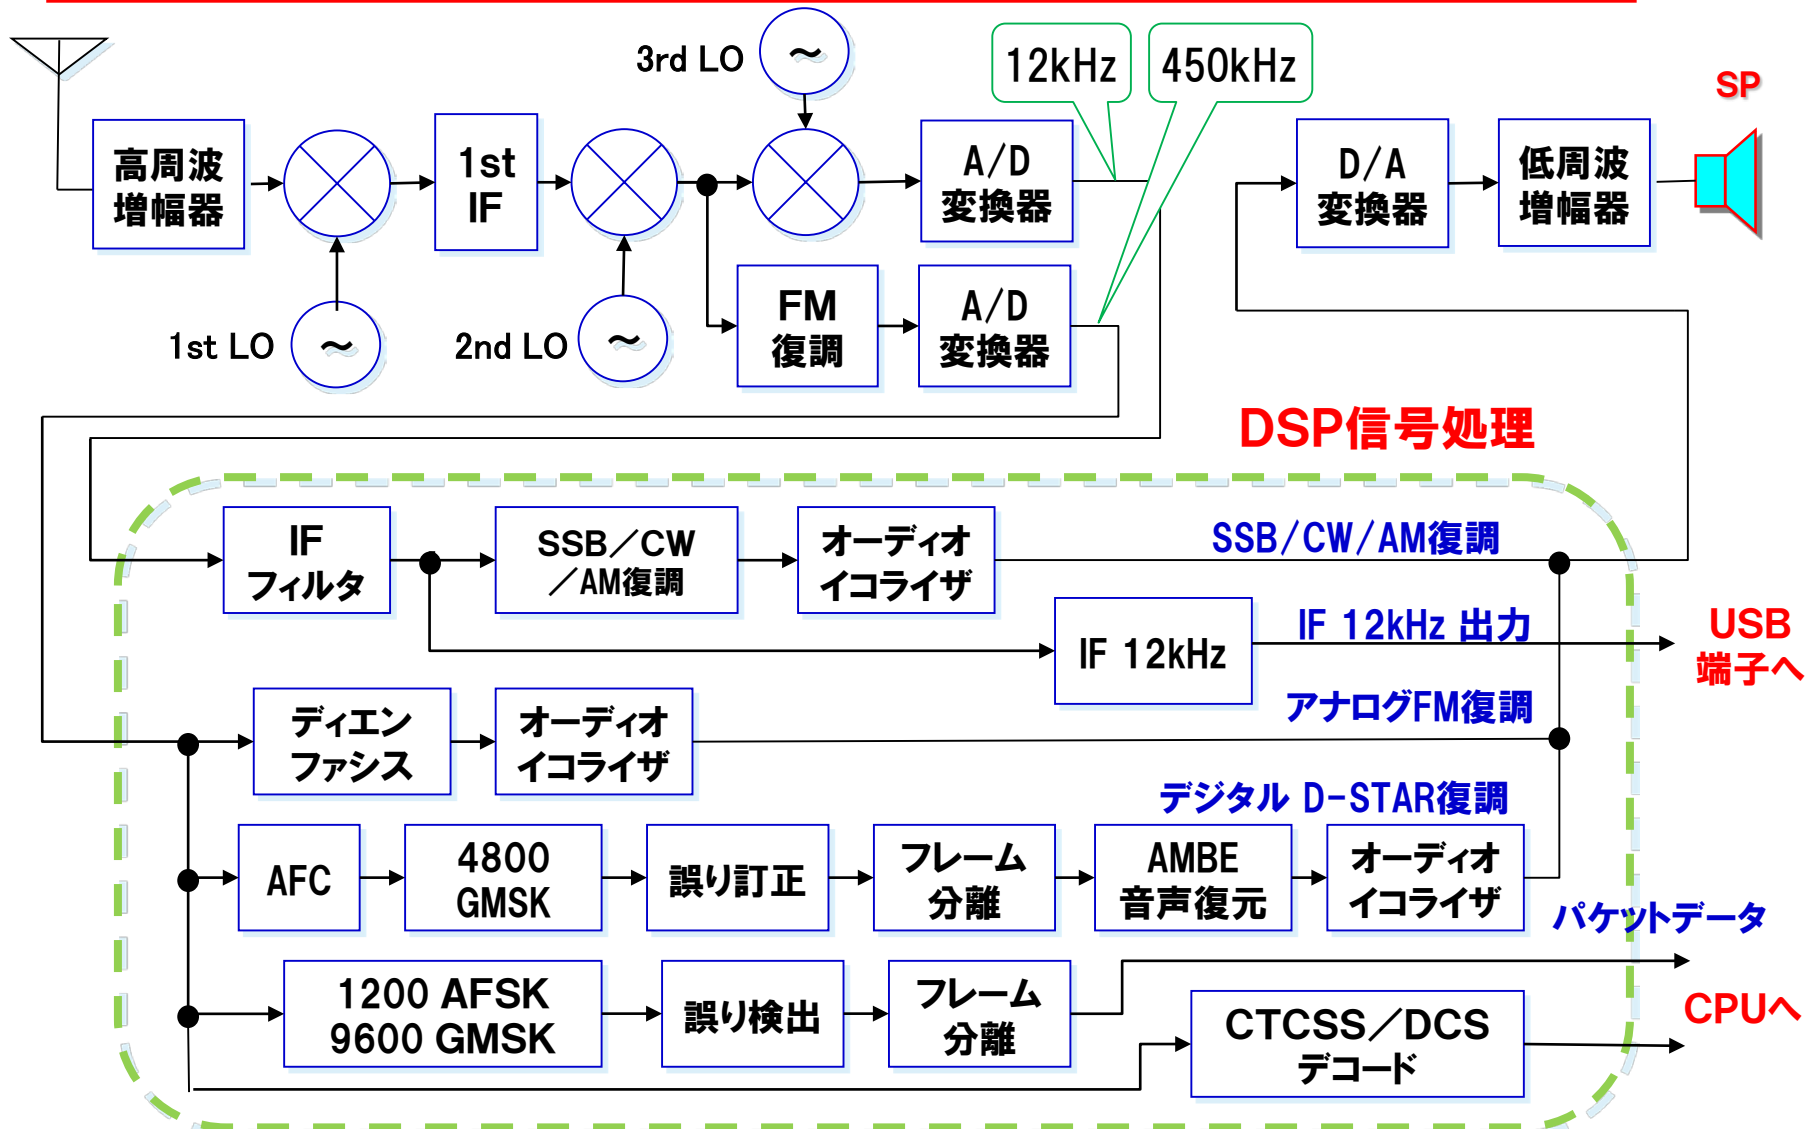 3rd LO
～
12kHz
450kHz
SP
高周波
増幅器
1st
IF
A/D
変換器
D/A
変換器
低周波
増幅器
1st LO
～
2nd LO
～
FM
復調
A/D
変換器
DSP信号処理
IF
フィルタ
SSB／CW
／AM復調
オーディオ
イコライザ
SSB/CW/AM復調
IF 12kHz
IF 12kHz 出力
USB
端子へ
ディエン
ファシス
オーディオ
イコライザ
アナログFM復調
デジタル D-STAR復調
AFC
4800
GMSK
誤り訂正
フレーム
分離
AMBE
音声復元
オーディオ
イコライザ
パケットデータ
1200 AFSK
9600 GMSK
誤り検出
フレーム
分離
CTCSS／DCS
デコード
CPUへ